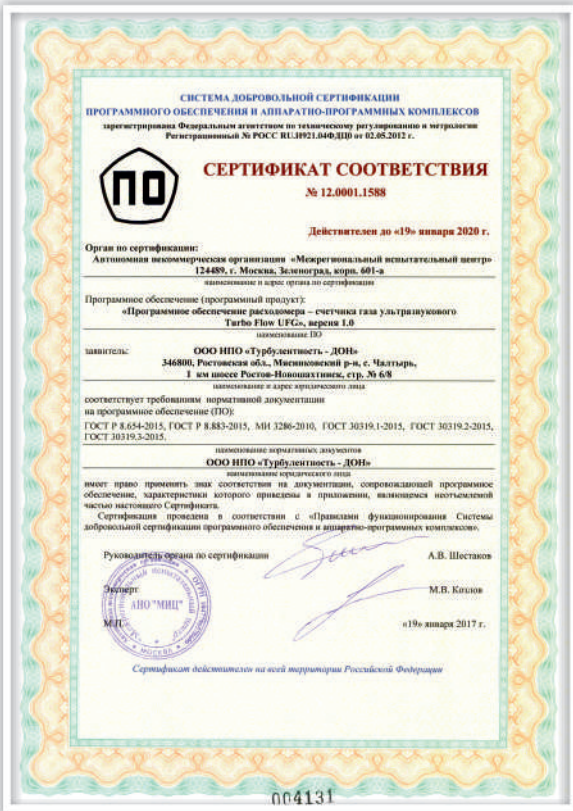 СИСТЕМА ДОБРОВОЛЬНОЙ СЕРТИФИКАЦИИ
ПРОГРАММНОГО ОБЕСПЕЧЕНИЯ И АППАРАТНО-ПРОГРАММНЫХ КОМПЛЕКСОВ
зарегистрирована Федеральным агентством по техническому регулированию и метрологии
Регистрационный № РОСС RU.И921.04ФДЦ0 от 02.05.2012 г.
ПО
СЕРТИФИКАТ СООТВЕТСТВИЯ
№ 12.0001.1588
Действителен до «19» января 2020 г.
Орган по сертификации:
Автономная некоммерческая организация «Межрегиональный испытательный центр»
124489, г. Москва, Зеленоград, корп. 601-а
наименование и адрес органа по сертификации
Программное обеспечение (программный продукт):
«Программное обеспечение расходомера – счетчика газа ультразвукового
Turbo Flow UFG», версия 1.0
наименование ПО
заявитель: ООО НПО «Турбулентность - ДОН»
346800, Ростовская обл., Мясниковский р-н, с. Чалтырь,
1 км шоссе Ростов-Новошахтинск, стр. № 6/8
наименование и адрес юридического лица
соответствует требованиям нормативной документации
на программное обеспечение (ПО):
ГОСТ Р 8.654-2015, ГОСТ Р 8.883-2015, МИ 3286-2010, ГОСТ 30319.1-2015, ГОСТ 30319.2-2015,
ГОСТ 30319.3-2015.
наименование нормативных документов
ООО НПО «Турбулентность - ДОН»
наименование юридического лица
имеет право применять знак соответствия на документации, сопровождающей программное
обеспечение, характеристики которого приведены в приложении, являющемся неотъемлемой
частью настоящего Сертификата.
Сертификация проведена в соответствии с «Правилами функционирования Системы
добровольной сертификации программного обеспечения и аппаратно-программных комплексов».
Руководитель органа по сертификации А.В. Шестаков
Эксперт М.В. Козлов
АНО "МИЦ"
М.П. «19» января 2017 г.
МОСКВА
Сертификат действителен на всей территории Российской Федерации
004131